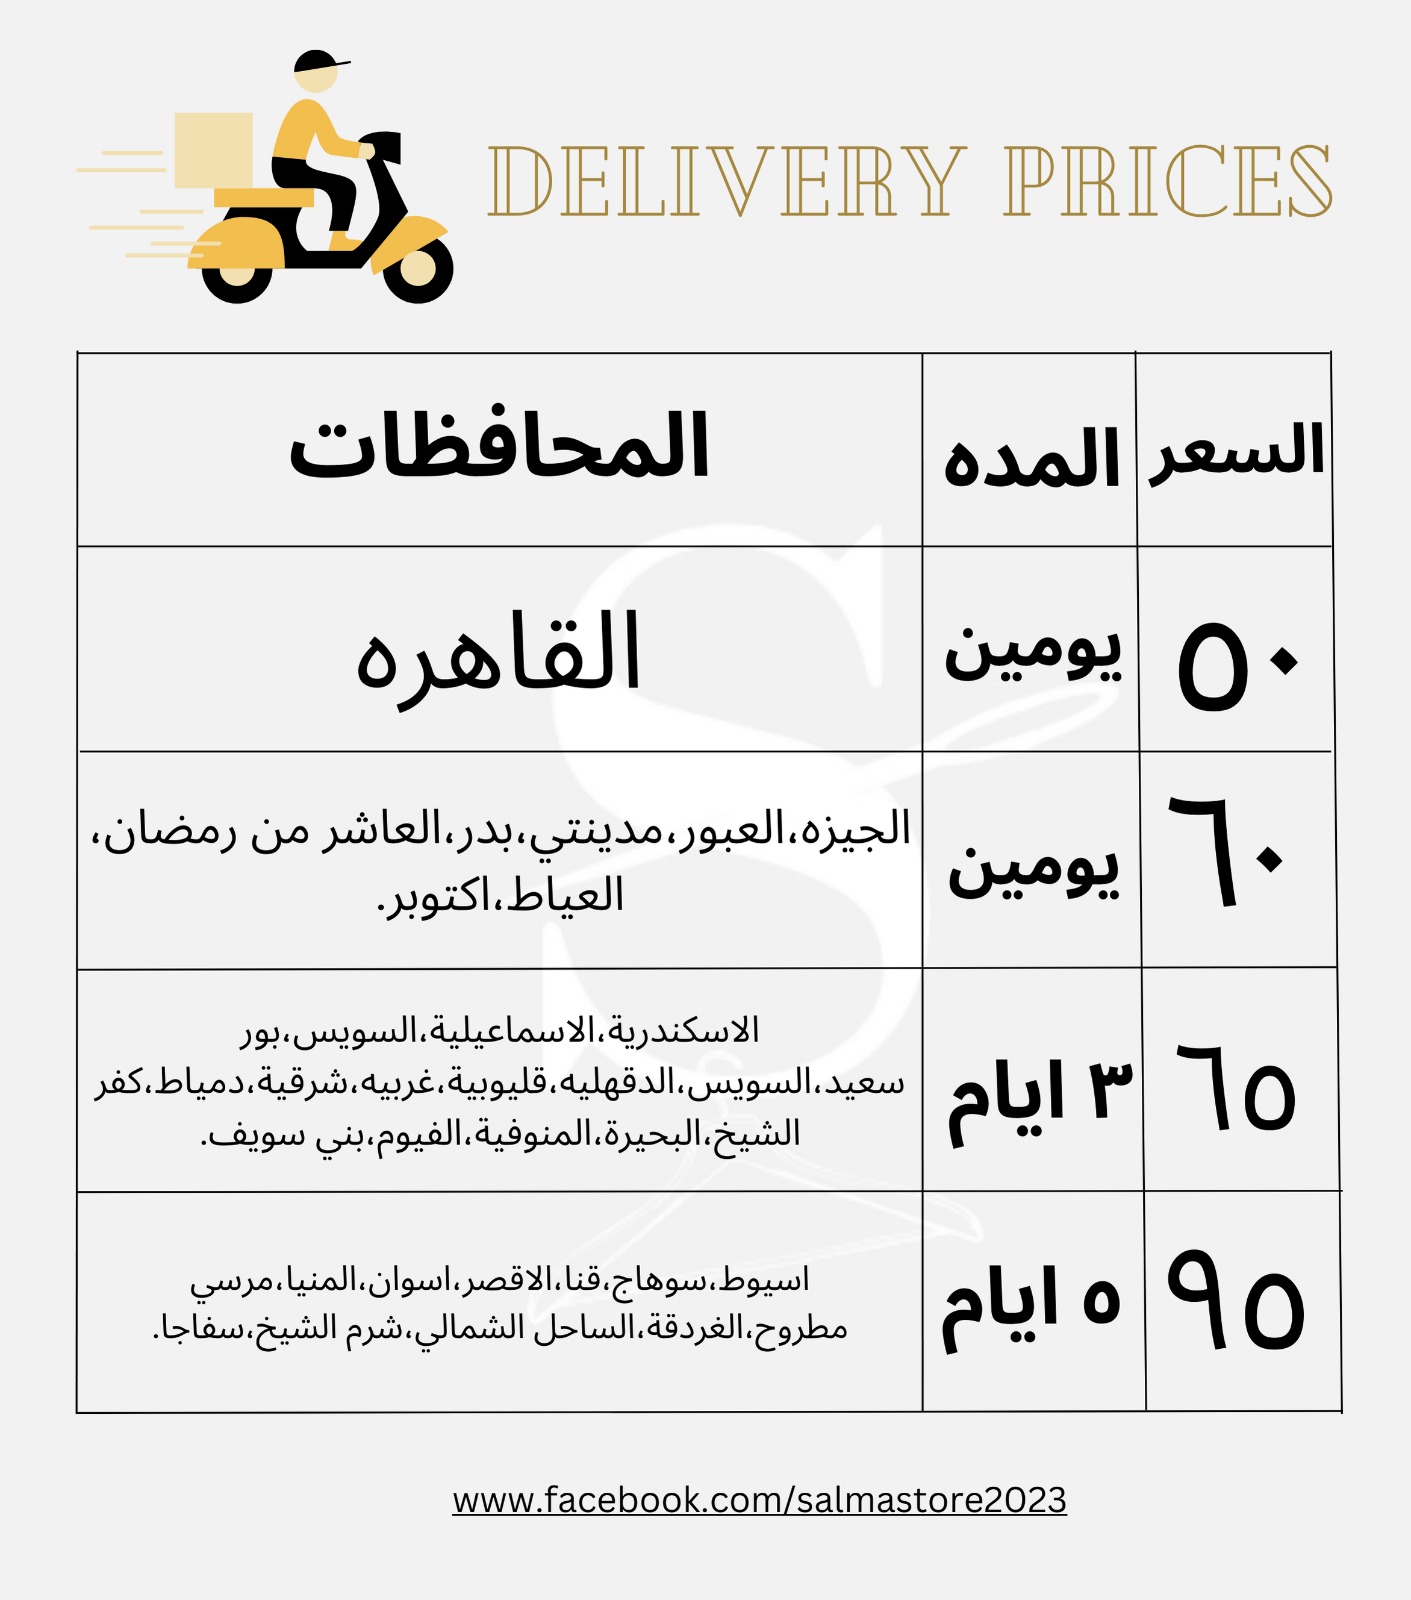 DELIVERY PRICES
السعر
المده
المحافظات
٥٠
يومين
القاهره
٦٠
يومين
الجيزه،العبور،مدينتي،بدر،العاشر من رمضان،
العياط،اكتوبر.
٦٥
٣ ايام
الاسكندرية،الاسماعيلية،السويس،بور
سعيد،السويس،الدقهليه،قليوبية،غربيه،شرقية،دمياط،كفر
الشيخ،البحيرة،المنوفية،الفيوم،بني سويف.
٩٥
٥ ايام
اسيوط،سوهاج،قنا،الاقصر،اسوان،المنيا،مرسي
مطروح،الغردقة،الساحل الشمالي،شرم الشيخ،سفاجا.
www.facebook.com/salmastore2023